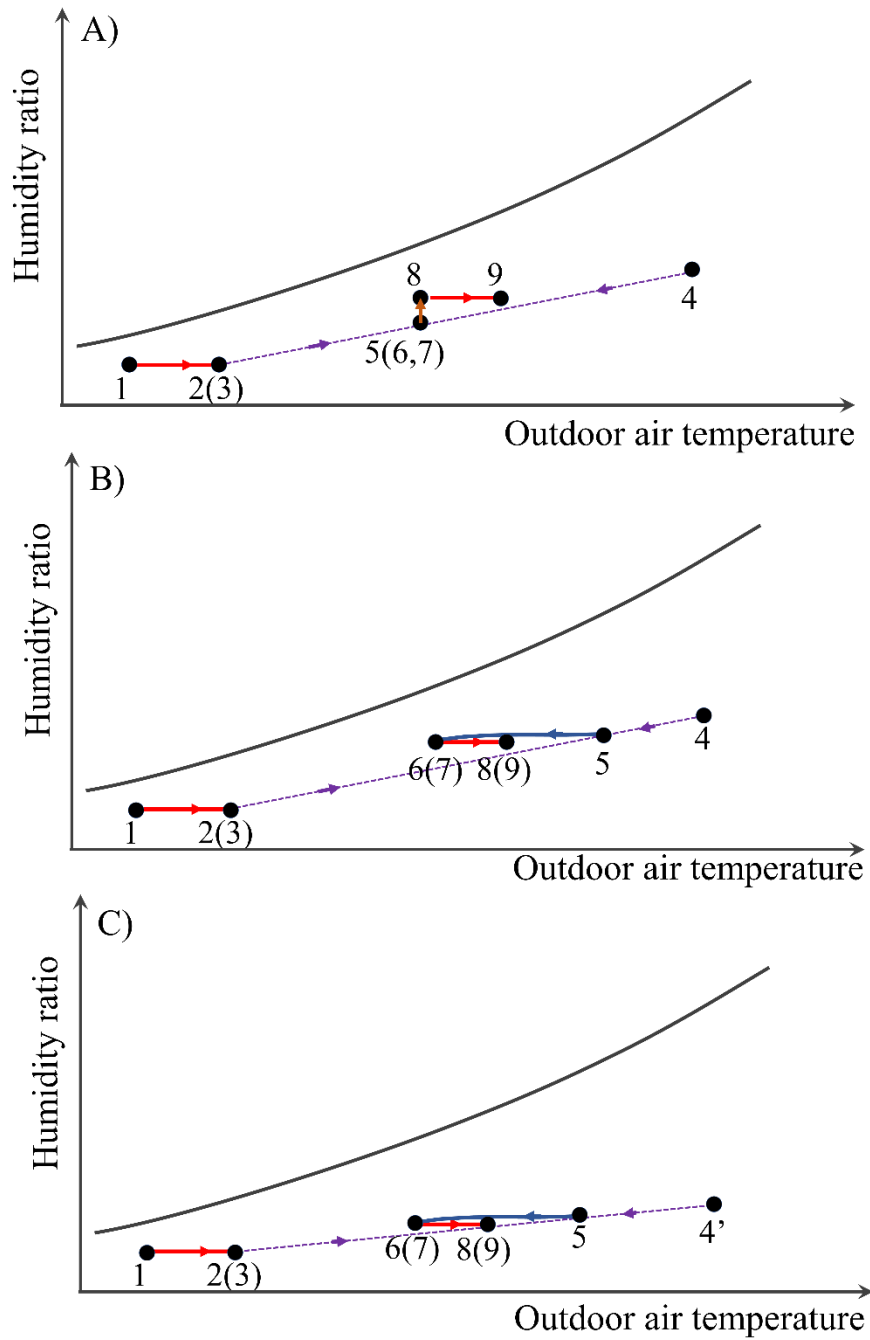 A)
Humidity ratio
8 9
4
5(6,7)
1 2(3)
Outdoor air temperature
B)
Humidity ratio
4
5
6(7) 8(9)
1 2(3)
Outdoor air temperature
C)
Humidity ratio
4’
5
6(7) 8(9)
1 2(3)
Outdoor air temperature